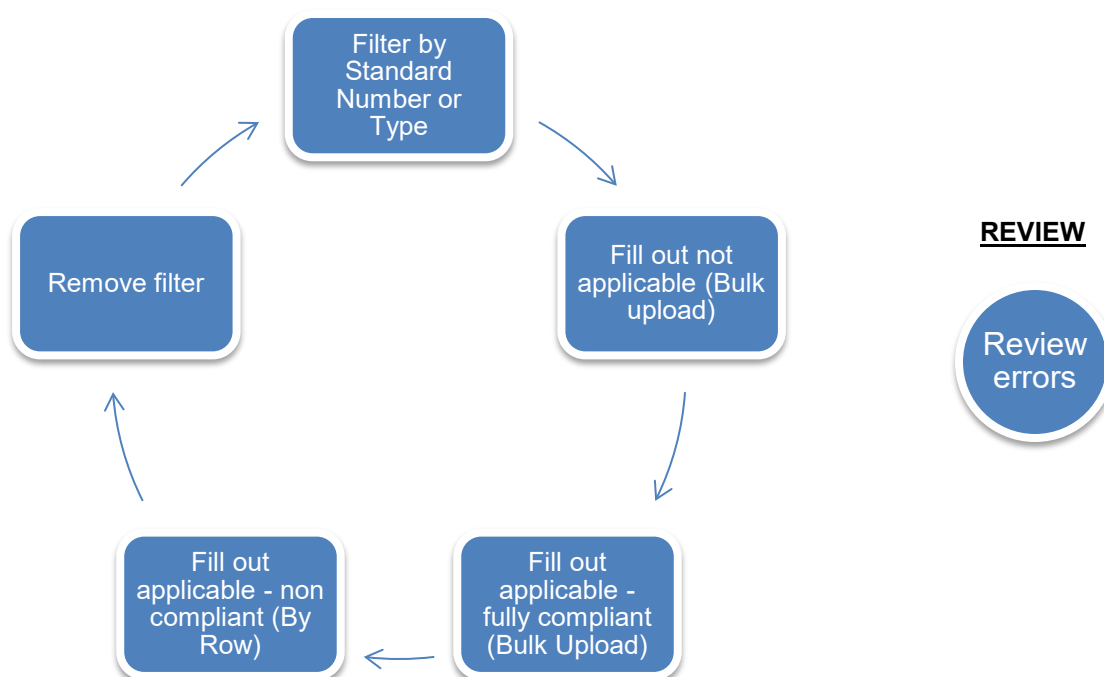 Filter by
Standard
Number or
Type
Fill out not
applicable (Bulk
upload)
Fill out
applicable -
fully compliant
(Bulk Upload)
Fill out
applicable - non
compliant (By
Row)
Remove filter
REVIEW
Review
errors